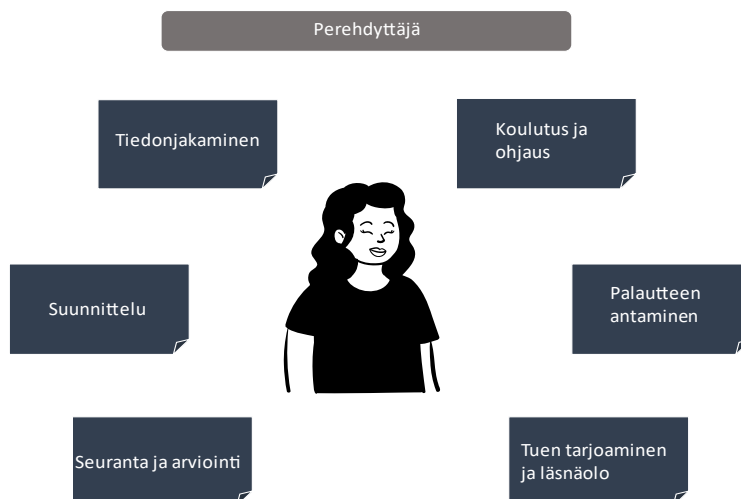 Perehdyttäjä
Tiedonjakaminen
Koulutus ja
ohjaus
Suunnittelu
Palautteen
antaminen
Seuranta ja arviointi
Tuen tarjoaminen
ja läsnäolo